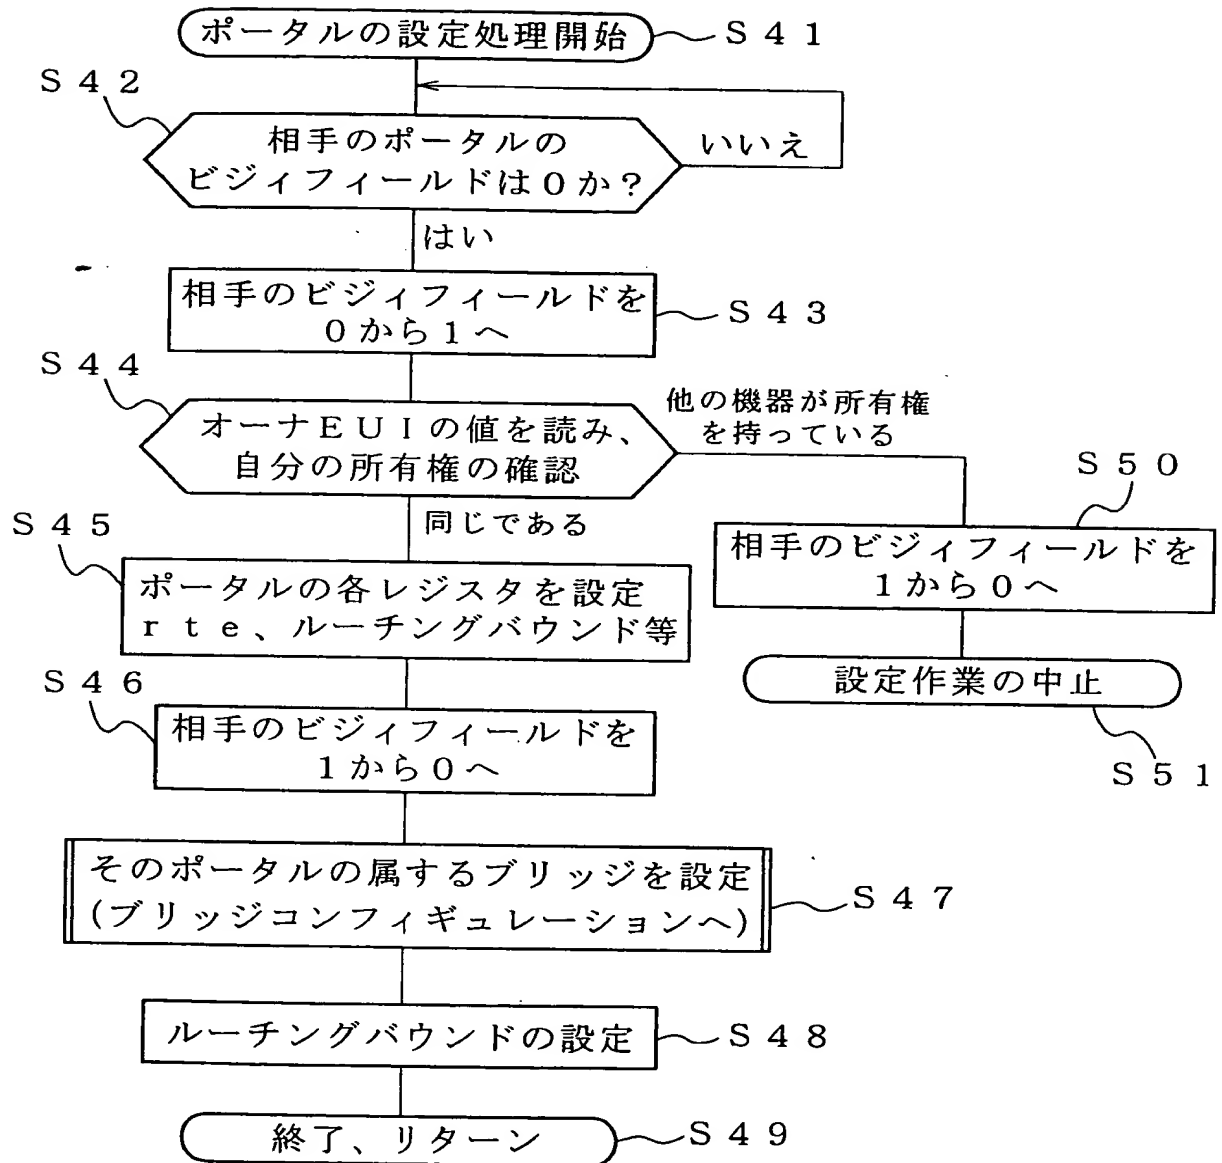 ポータルの設定処理開始
S41
S42
相手のポータルの
ビジィフィールドは0か?
いいえ
はい
相手のビジィフィールドを
0から1へ
S43
S44
オーナEUIの値を読み、
自分の所有権の確認
他の機器が所有権
を持っている
同じである
S50
相手のビジィフィールドを
1から0へ
設定作業の中止
S51
S45
ポータルの各レジスタを設定
rte、ルーチングバウンド等
S46
相手のビジィフィールドを
1から0へ
そのポータルの属するブリッジを設定
(ブリッジコンフィギュレーションへ)
S47
ルーチングバウンドの設定
S48
終了、リターン
S49